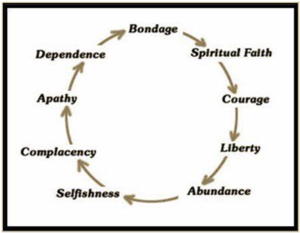 Bondage
Spiritual Faith
Courage
Liberty
Abundance
Selfishness
Complacency
Apathy
Dependence